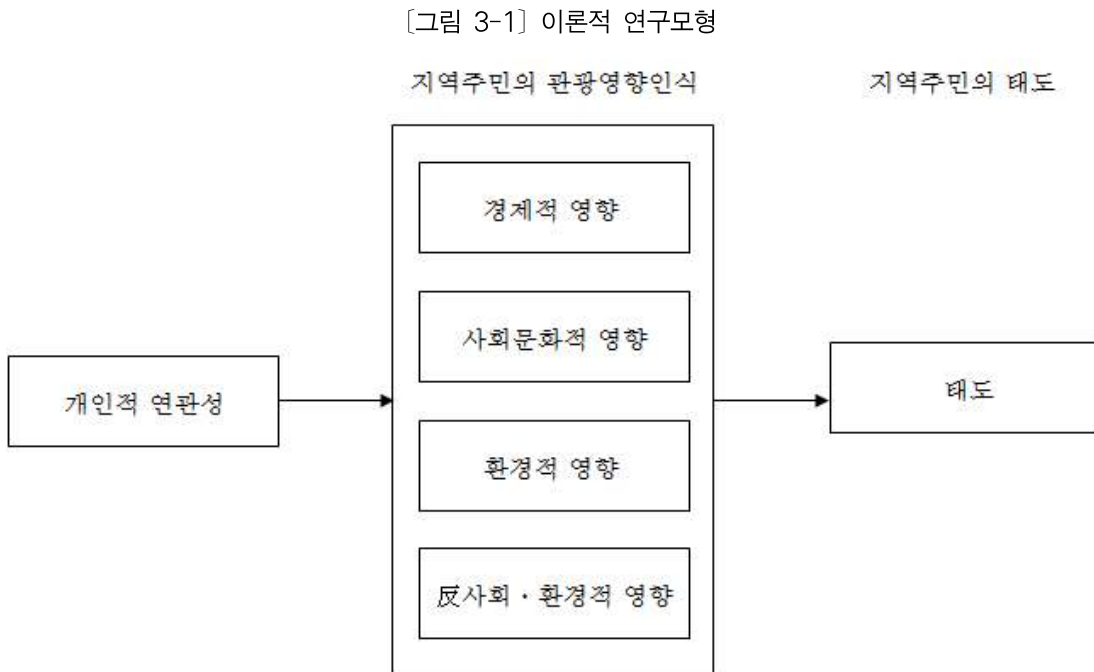 [그림 3-1] 이론적 연구모형
지역주민의 관광영향인식
지역주민의 태도
경제적 영향
사회문화적 영향
개인적 연관성
태도
환경적 영향
反사회・환경적 영향